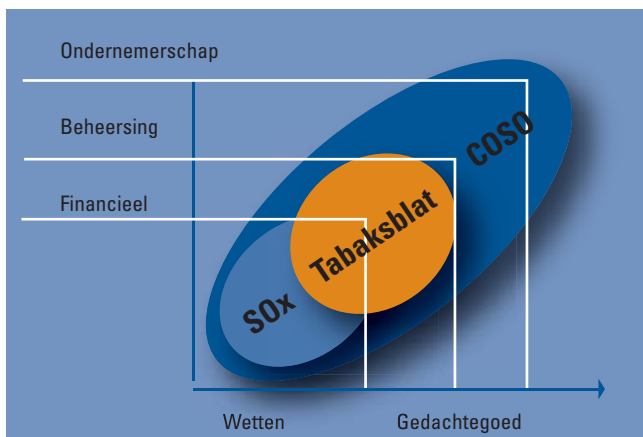 Ondernemerschap
Beheersing
Financieel
COSO
Tabaksblat
SOx
Wetten
Gedachtegoed